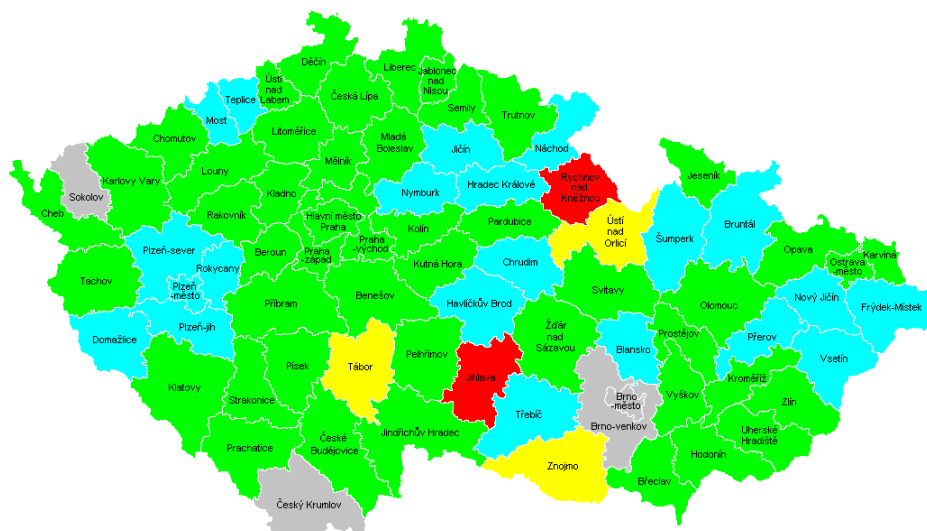 Děčín
Liberec
Jablonec
nad
Nisou
Ústí
nad
Labem
Česká Lípa
Semily
Teplice
Most
Trutnov
Chomutov
Litoměřice
Mladá
Boleslav
Jičín
Náchod
Mělník
Louny
Rychnov
nad
Kněžnou
Jeseník
Karlovy Vary
Sokolov
Kladno
Nymburk
Hradec Králové
Cheb
Rakovník
Hlavní město
Praha
Kolín
Pardubice
Ústí
nad
Orlicí
Šumperk
Bruntál
Plzeň-sever
Rokycany
Beroun
Praha
-západ
Praha
-východ
Kutná Hora
Chrudim
Opava
Ostrava
-město
Karviná
Tachov
Plzeň
-město
Příbram
Benešov
Havlíčkův Brod
Svitavy
Olomouc
Nový Jičín
Frýdek-Místek
Domažlice
Plzeň-jih
Žďár
nad
Sázavou
Prostějov
Přerov
Vsetín
Klatovy
Písek
Tábor
Pelhřimov
Jihlava
Blansko
Kroměříž
Strakonice
Třebíč
Brno
-město
Brno-venkov
Vyškov
Zlín
Prachatice
České
Budějovice
Jindřichův Hradec
Uherské
Hradiště
Hodonín
Znojmo
Břeclav
Český Krumlov